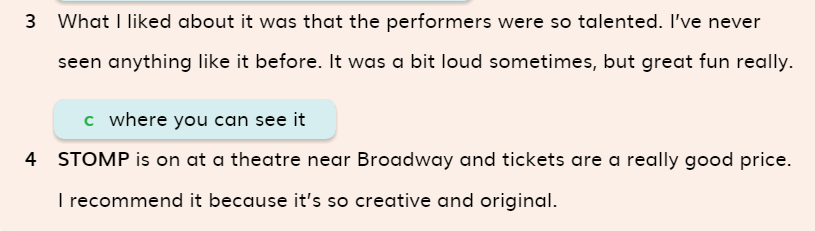 3 What I liked about it was that the performers were so talented. I’ve never
seen anything like it before. It was a bit loud sometimes, but great fun really.
c where you can see it
4 STOMP is on at a theatre near Broadway and tickets are a really good price.
I recommend it because it’s so creative and original.